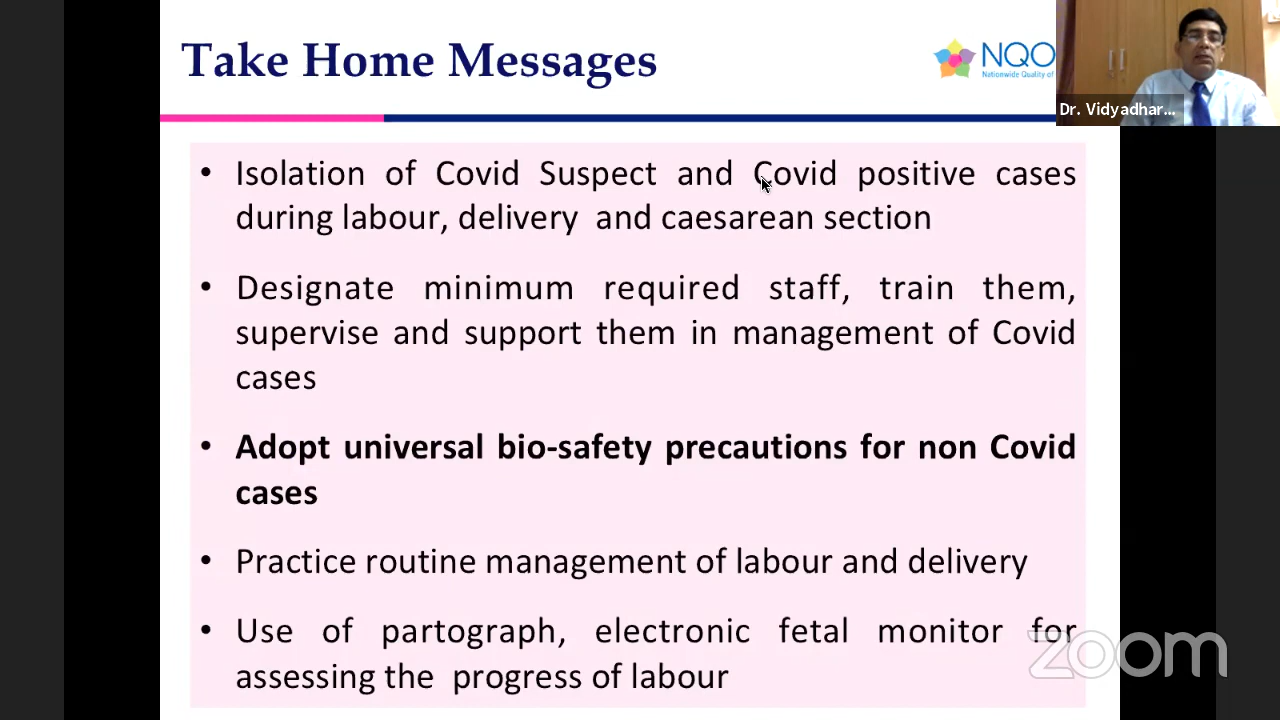 Take Home Messages
NQO
Nationwide Quality of
Dr. Vidyadhar...
• Isolation of Covid Suspect and Covid positive cases
during labour, delivery and caesarean section
• Designate minimum required staff, train them,
supervise and support them in management of Covid
cases
• Adopt universal bio-safety precautions for non Covid
cases
• Practice routine management of labour and delivery
• Use of partograph, electronic fetal monitor for
assessing the progress of labour
zoom